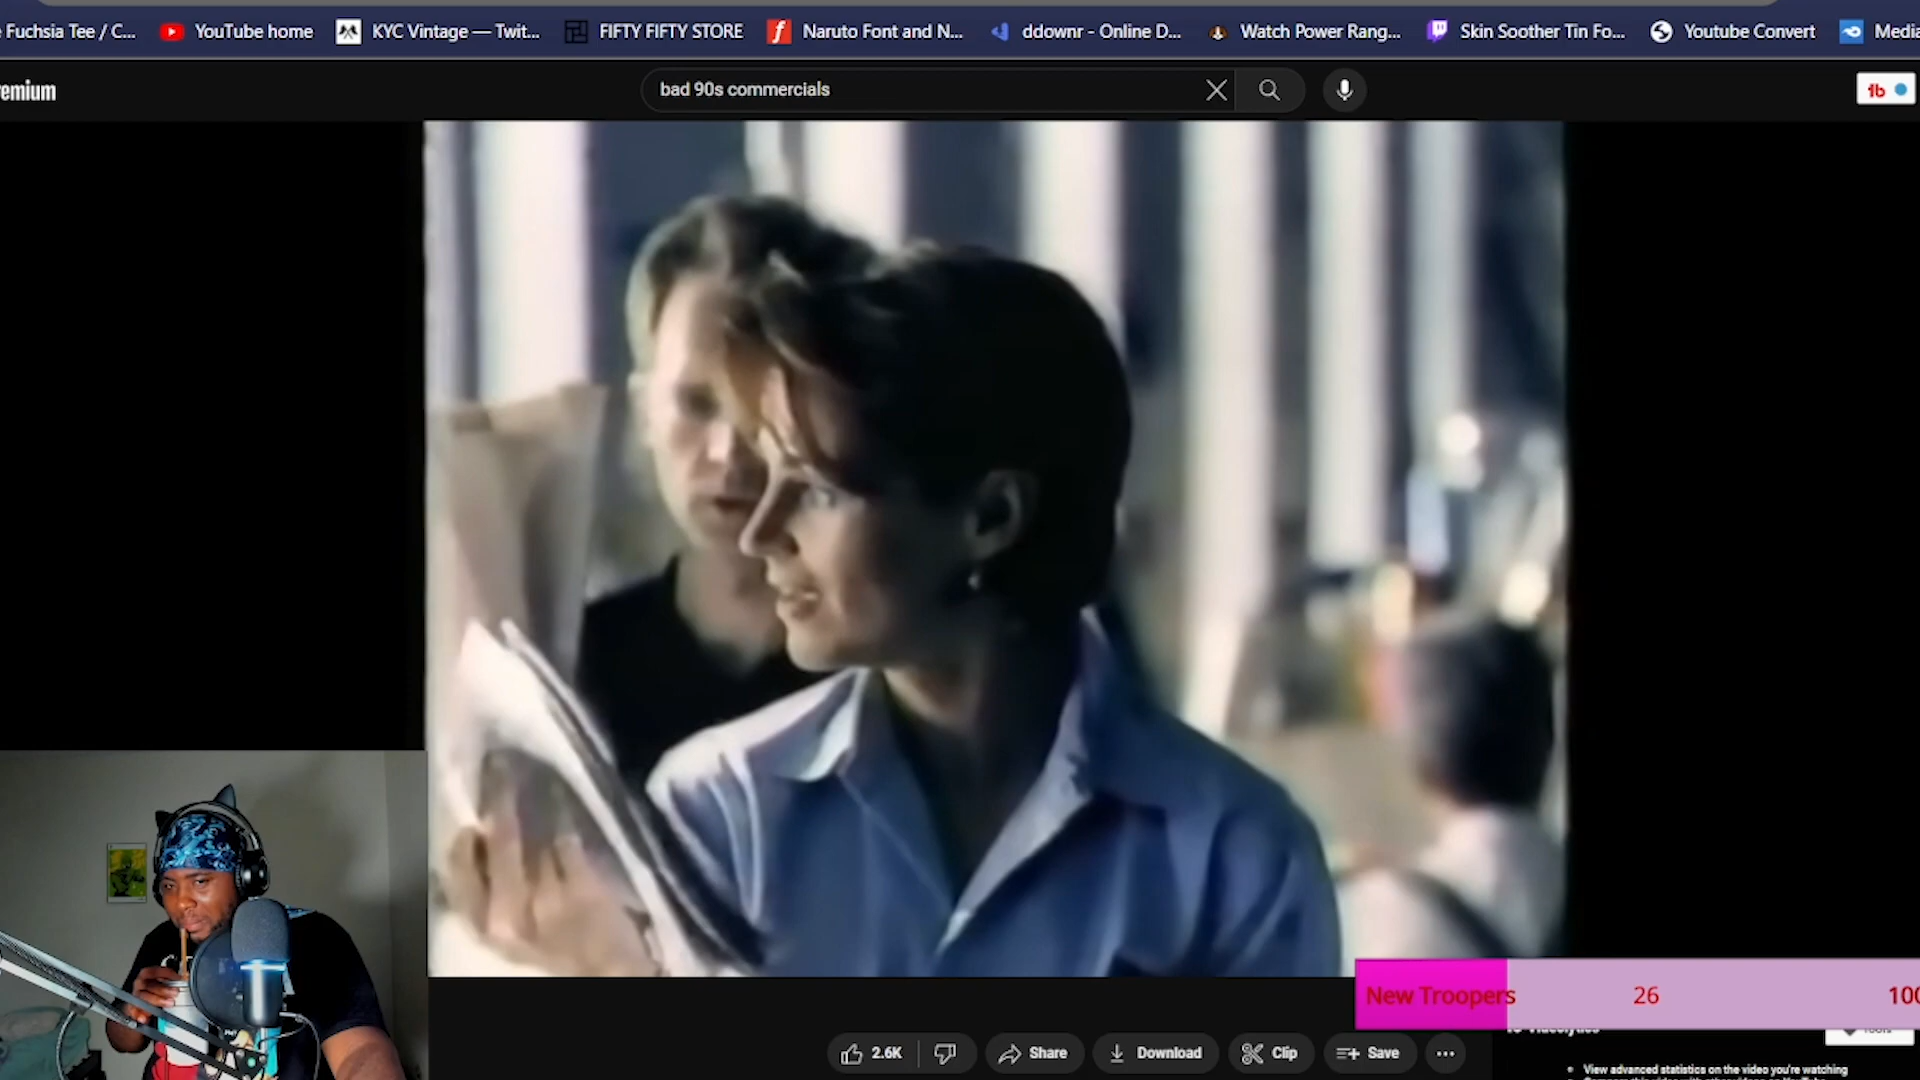 e Fuchsia Tee / C...
YouTube home
KYC Vintage — Twit...
FIFTY FIFTY STORE
Naruto Font and N...
ddownr - Online D...
Watch Power Rang...
Skin Soother Tin Fo...
Youtube Convert
Media
emium
bad 90s commercials
tb
New Troopers
26
100
2.6K
Share
Download
Clip
Save
View advanced statistics on the video you're watching